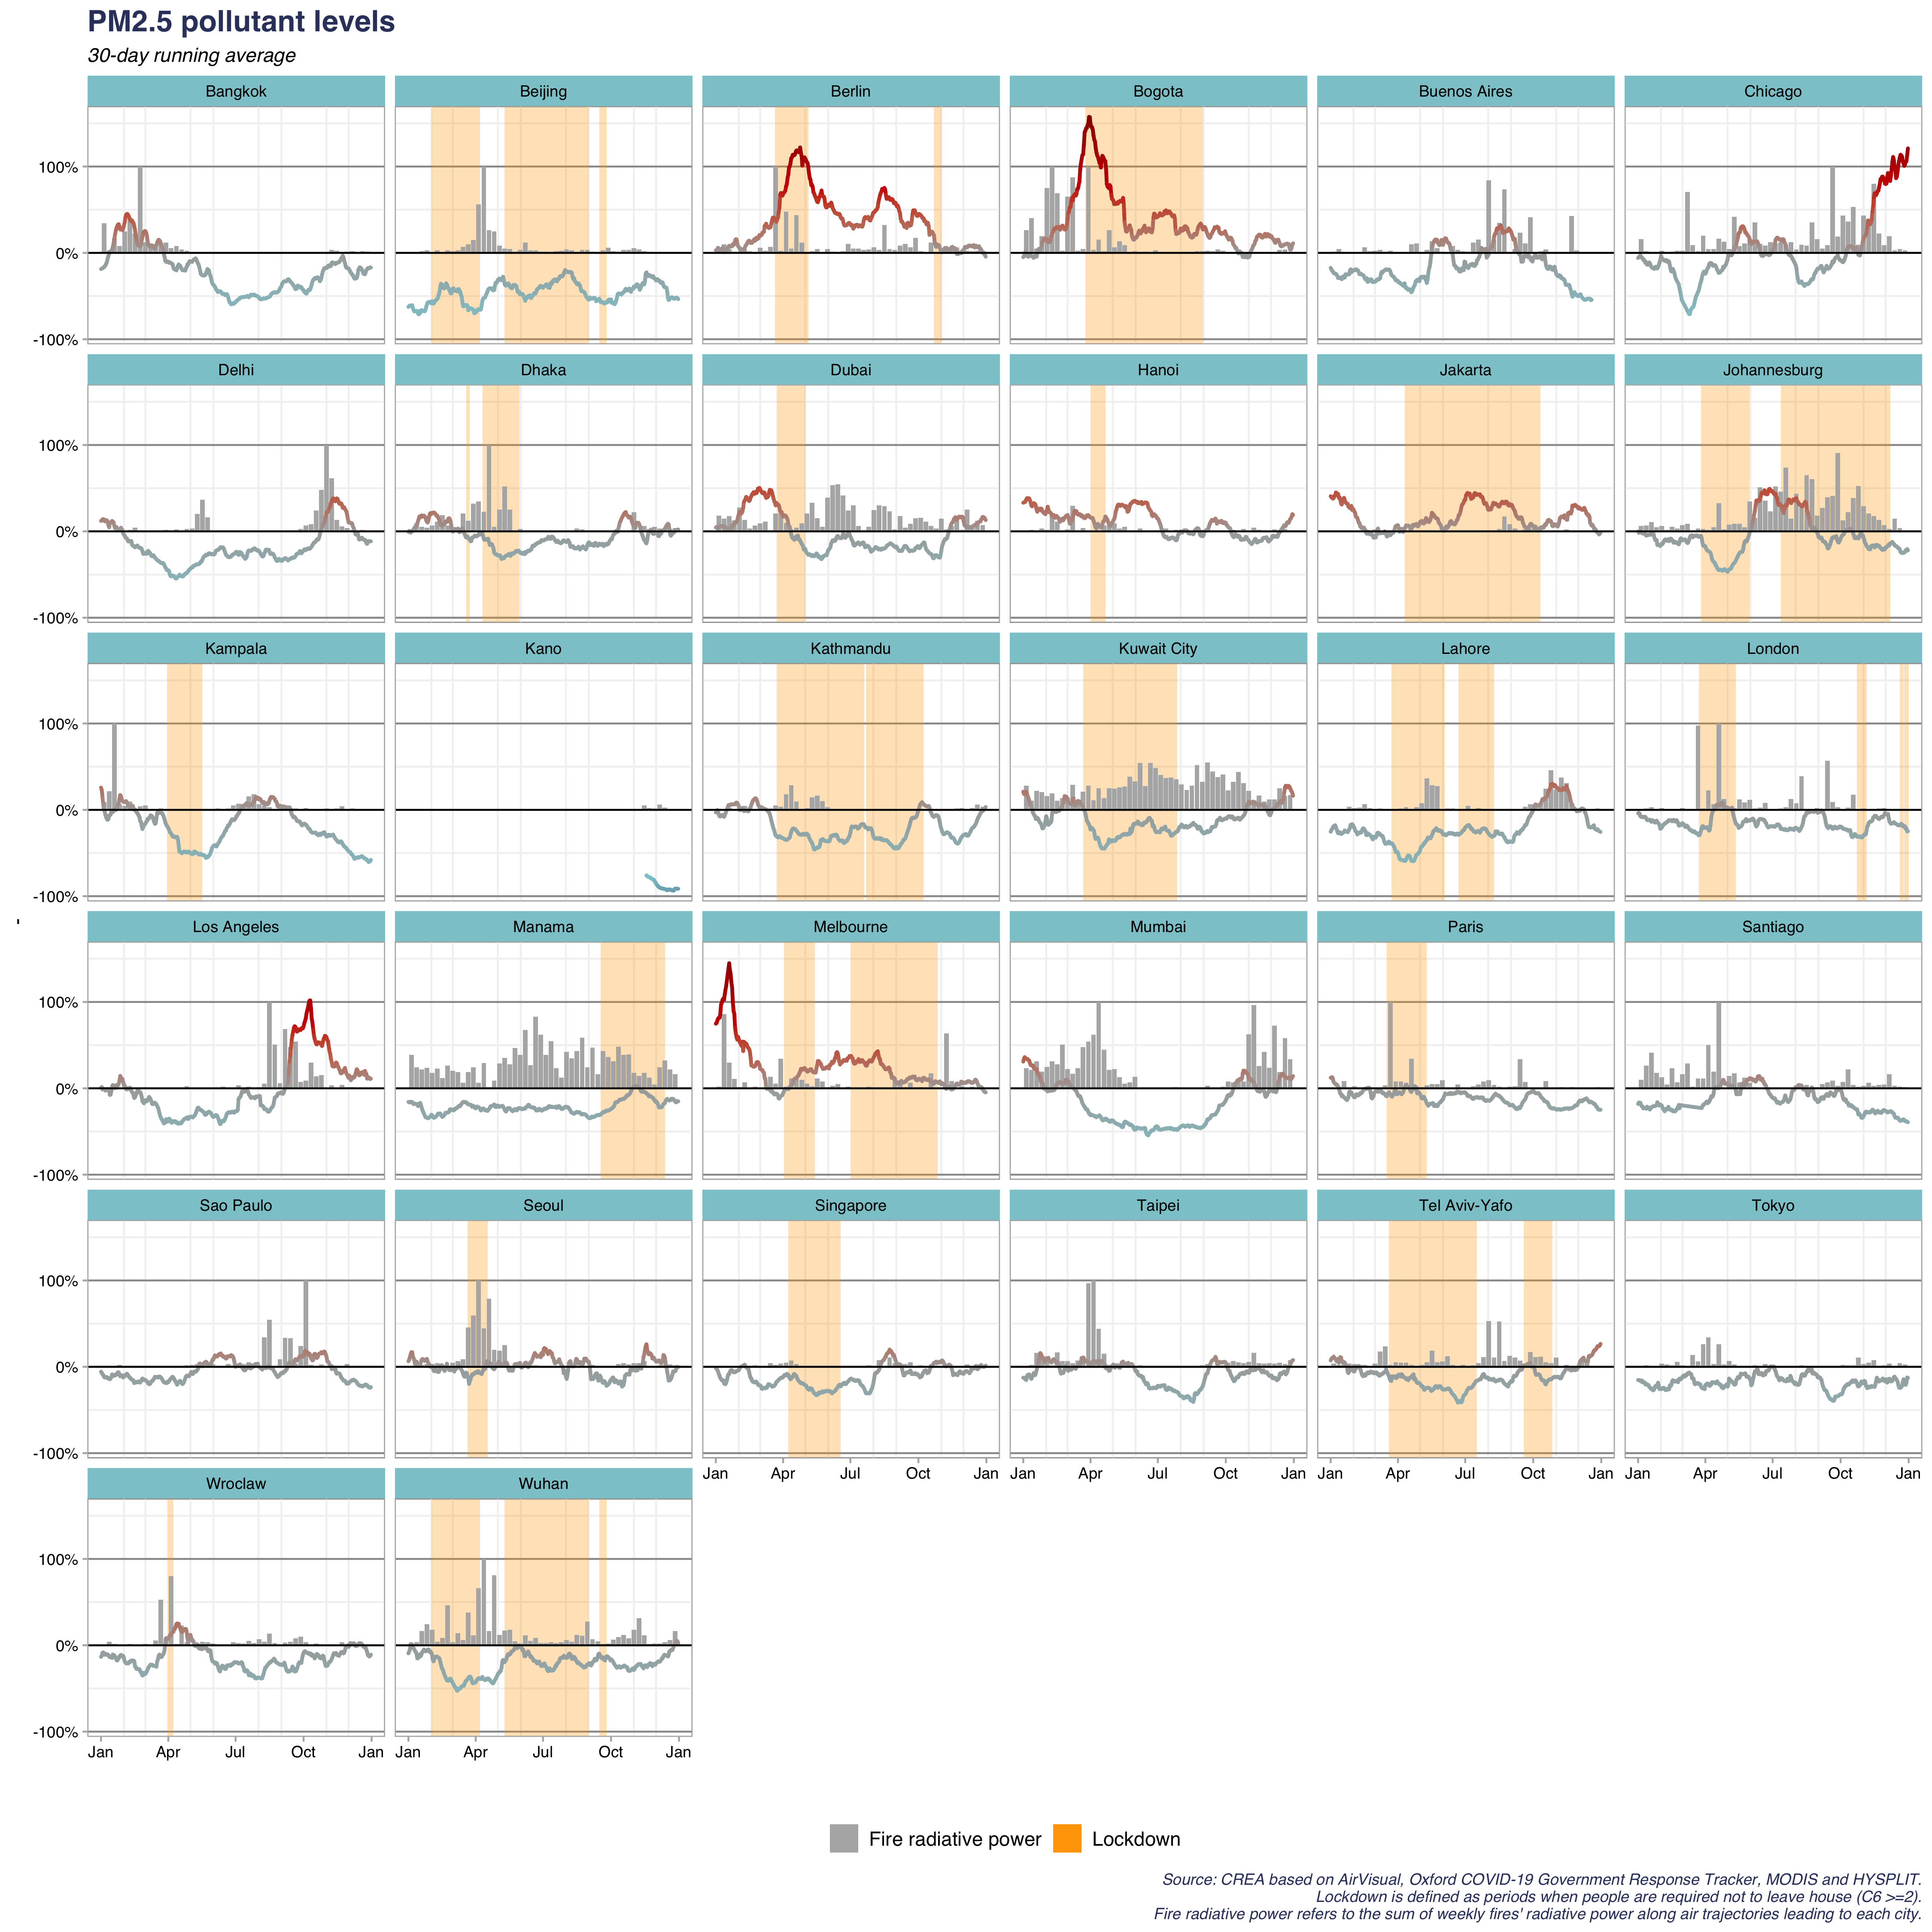 PM2.5 pollutant levels
30-day running average
Bangkok Beijing Berlin Bogota Buenos Aires Chicago
100%
0%
-100%
Delhi Dhaka Dubai Hanoi Jakarta Johannesburg
100%
0%
-100%
Kampala Kano Kathmandu Kuwait City Lahore London
100%
0%
-100%
Los Angeles Manama Melbourne Mumbai Paris Santiago
100%
0%
-100%
Sao Paulo Seoul Singapore Taipei Tel Aviv-Yafo Tokyo
100%
0%
-100%
Jan Apr Jul Oct Jan Jan Apr Jul Oct Jan Jan Apr Jul Oct Jan Jan Apr Jul Oct Jan
Wroclaw Wuhan
100%
0%
-100%
Jan Apr Jul Oct Jan Jan Apr Jul Oct Jan
Fire radiative power Lockdown
Source: CREA based on AirVisual, Oxford COVID-19 Government Response Tracker, MODIS and HYSPLIT.
Lockdown is defined as periods when people are required not to leave house (C6 >=2).
Fire radiative power refers to the sum of weekly fires' radiative power along air trajectories leading to each city.